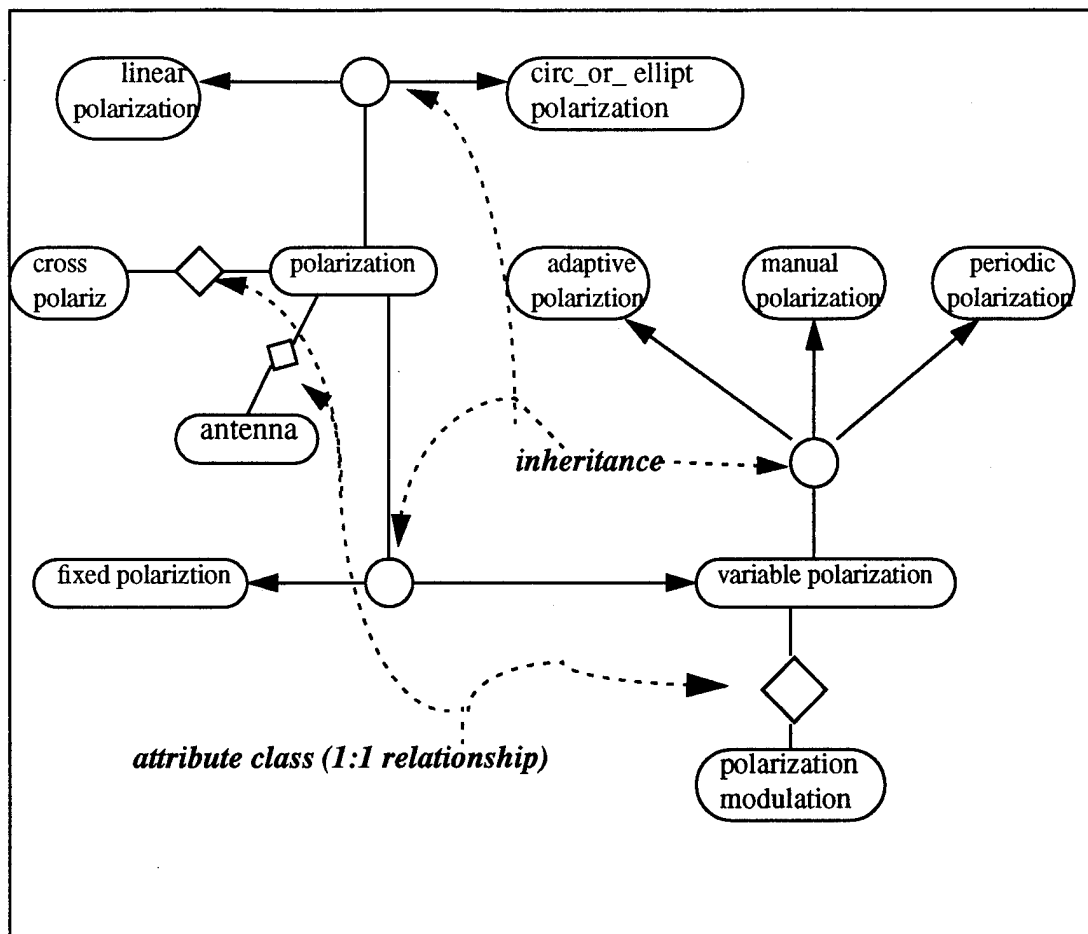 linear
polarization
circ_or_ ellipt
polarization
cross
polariz
polarization
adaptive
polariztion
manual
polarization
periodic
polarization
antenna
inheritance
fixed polariztion
variable polarization
attribute class (1:1 relationship)
polarization
modulation